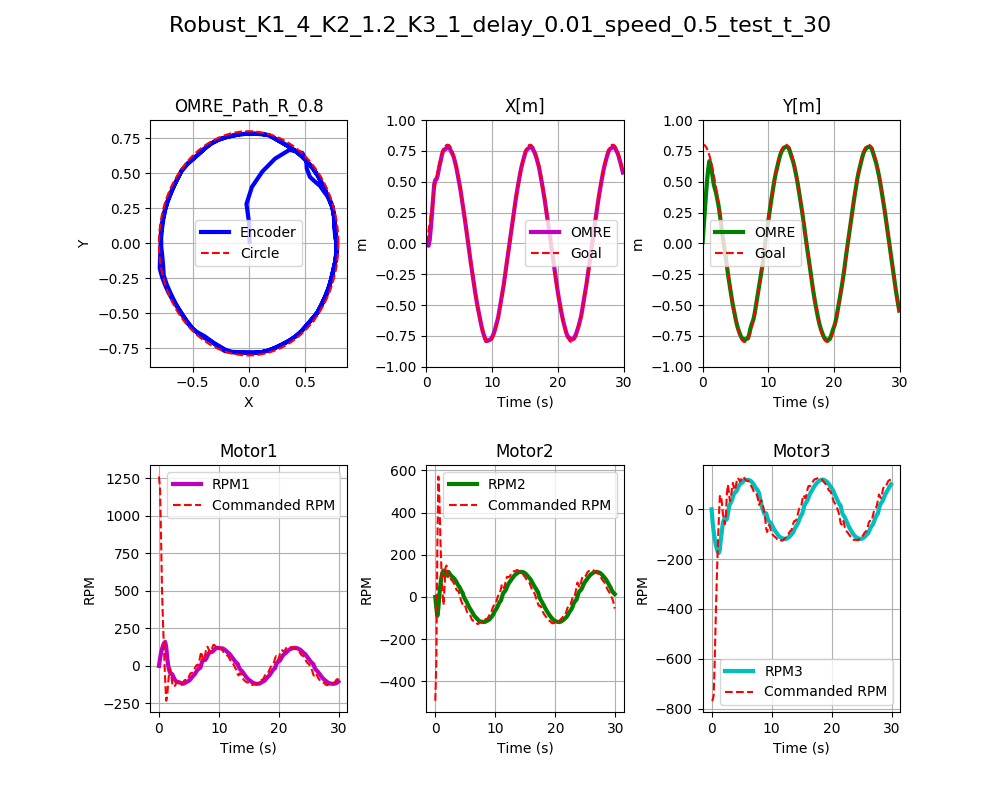 Robust_K1_4_K2_1.2_K3_1_delay_0.01_speed_0.5_test_t_30
OMRE_Path_R_0.8
0.75
0.50
0.25
0.00
−0.25
−0.50
−0.75
Y
Encoder
Circle
−0.5
0.0
0.5
X
X[m]
1.00
0.75
0.50
0.25
0.00
−0.25
−0.50
−0.75
−1.00
m
OMRE
Goal
0
10
20
30
Time (s)
Y[m]
1.00
0.75
0.50
0.25
0.00
−0.25
−0.50
−0.75
−1.00
m
OMRE
Goal
0
10
20
30
Time (s)
Motor1
1250
1000
750
500
250
0
−250
RPM
RPM1
Commanded RPM
0
10
20
30
Time (s)
Motor2
600
400
200
0
−200
−400
RPM
RPM2
Commanded RPM
0
10
20
30
Time (s)
Motor3
0
−200
−400
−600
−800
RPM
RPM3
Commanded RPM
0
10
20
30
Time (s)